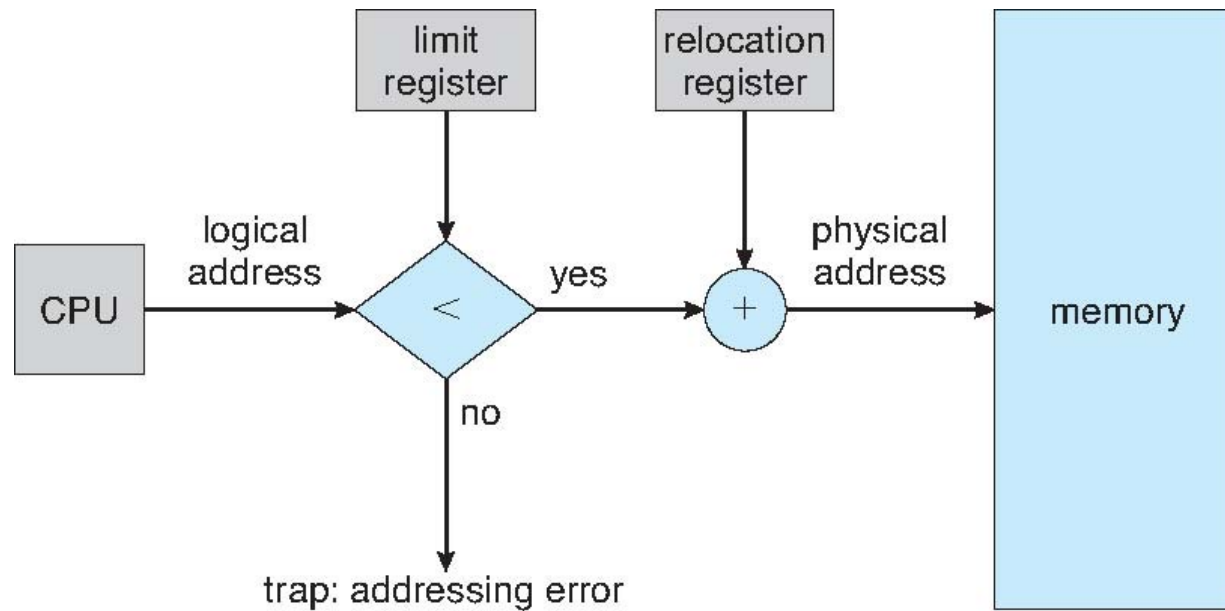 limit
register
relocation
register
logical
address
physical
address
CPU
<
yes
+
memory
no
trap: addressing error